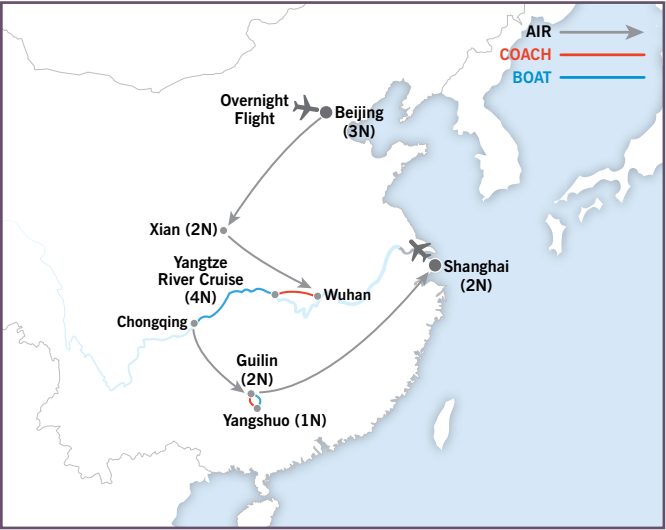 AIR
COACH
BOAT
Overnight
Flight
Beijing
(3N)
Xian (2N)
Yangtze
River Cruise
(4N)
Wuhan
Shanghai
(2N)
Chongqing
Guilin
(2N)
Yangshuo (1N)